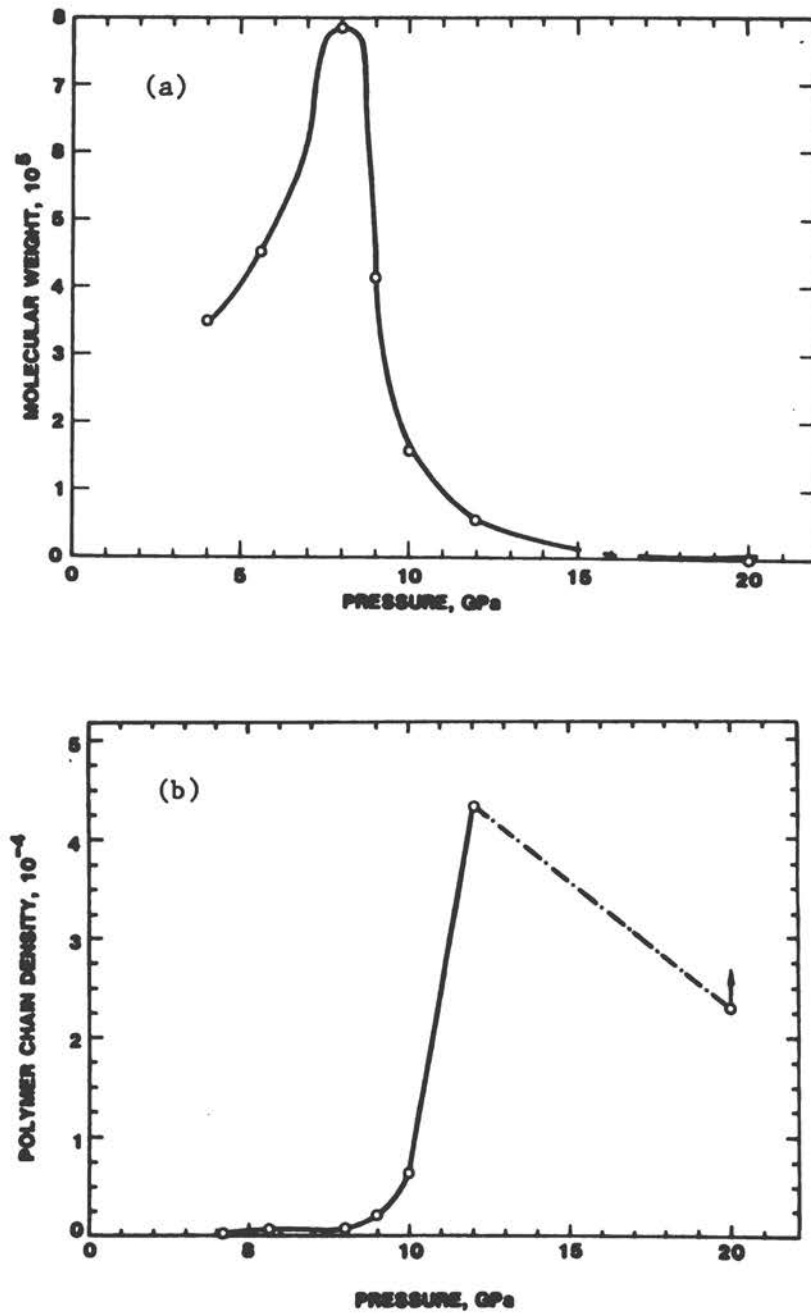 (a)
MOLECULAR WEIGHT, 10⁵
8
7
6
5
4
3
2
1
0
0 5 10 15 20
PRESSURE, GPa
(b)
POLYMER CHAIN DENSITY, 10⁻⁴
5
4
3
2
1
0
0 5 10 15 20
PRESSURE, GPa